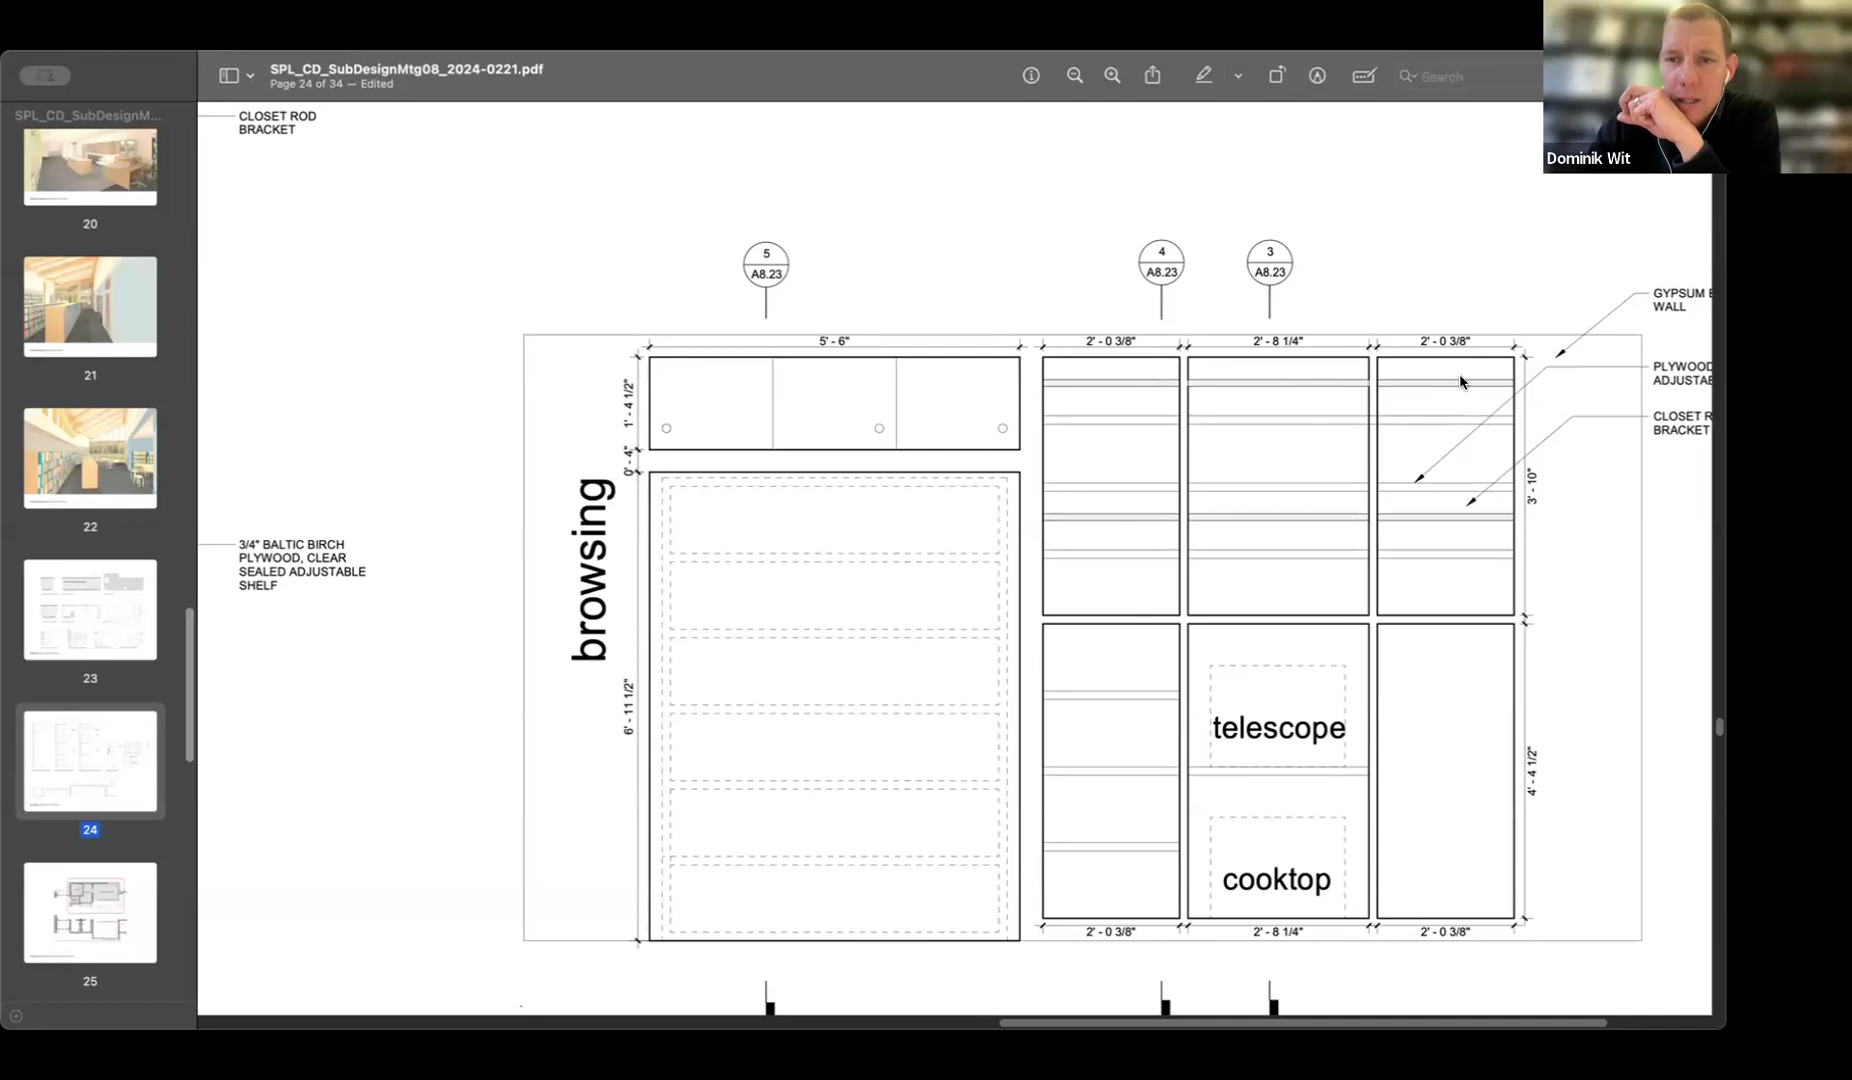 SPL_CD_SubDesignMtg08_2024-0221.pdf
Page 24 of 34 — Edited
Search
Dominik Wit
SPL_CD_SubDesignM...
20
21
22
23
24
25
CLOSET ROD
BRACKET
3/4" BALTIC BIRCH
PLYWOOD, CLEAR
SEALED ADJUSTABLE
SHELF
5
A8.23
4
A8.23
3
A8.23
GYPSUM
WALL
PLYWOOD
ADJUSTAB
CLOSET R
BRACKET
5' - 6"
2' - 0 3/8"
2' - 8 1/4"
2' - 0 3/8"
1' - 4 1/2"
0' - 4"
6' - 11 1/2"
browsing
3' - 10"
4' - 4 1/2"
telescope
cooktop
2' - 0 3/8"
2' - 8 1/4"
2' - 0 3/8"